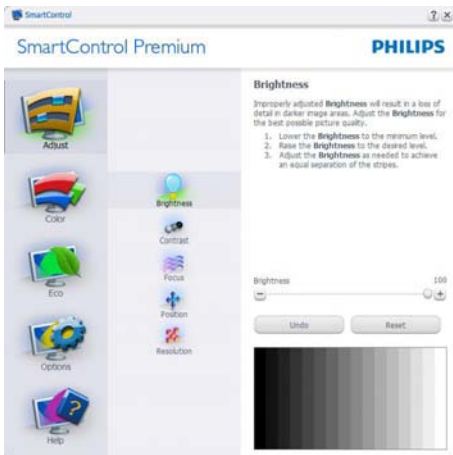 SmartControl
SmartControl Premium
PHILIPS
Adjust
Color
Eco
Options
Help
Brightness
Contrast
Focus
Position
Resolution
Brightness
Improperly adjusted Brightness will result in a loss of
detail in darker image areas. Adjust the Brightness for
the best possible picture quality.
1. Lower the Brightness to the minimum level.
2. Raise the Brightness to the desired level.
3. Adjust the Brightness as needed to achieve
an equal separation of the stripes.
Brightness 100
Undo Reset